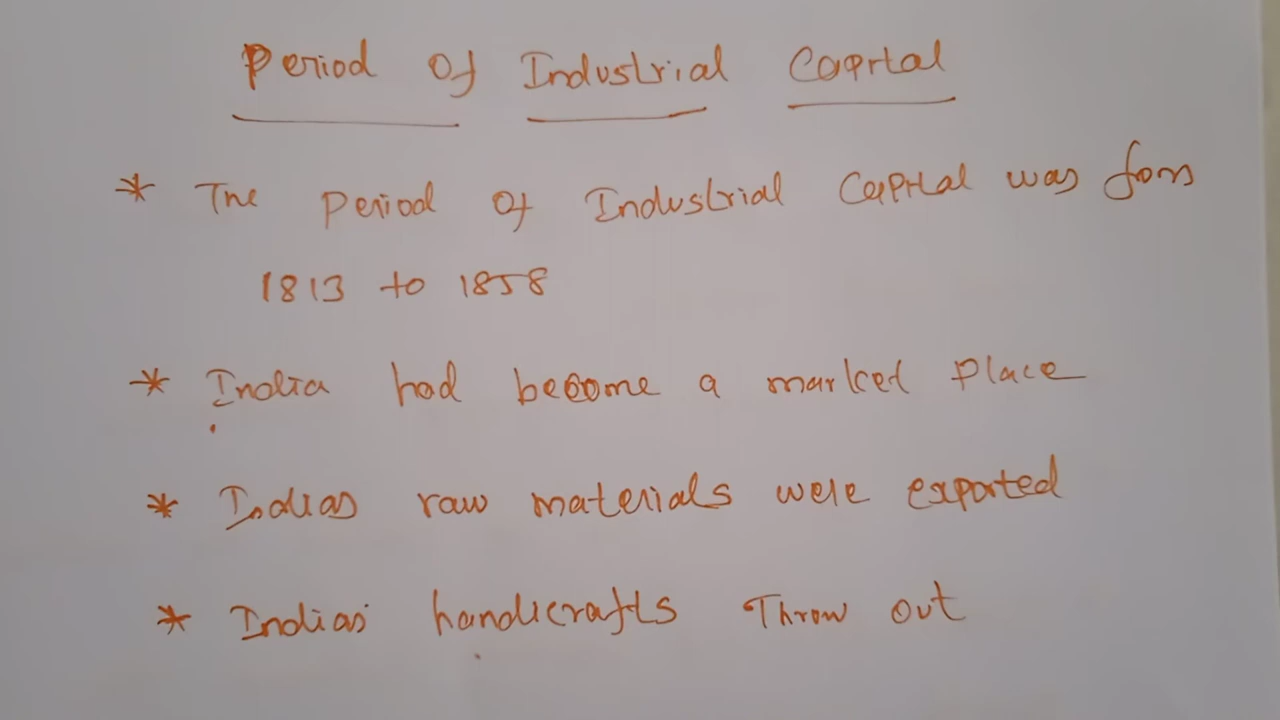 Period of Industrial Capital
* The Period of Industrial Capital was from
1813 to 1858
* India had become a market Place
* Indias raw materials were exported
* Indias' handicrafts Throw out